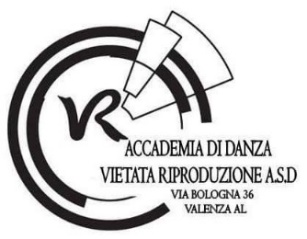 VR
ACCADEMIA DI DANZA
VIETATA RIPRODUZIONE A.S.D
VIA BOLOGNA 36
VALENZA AL